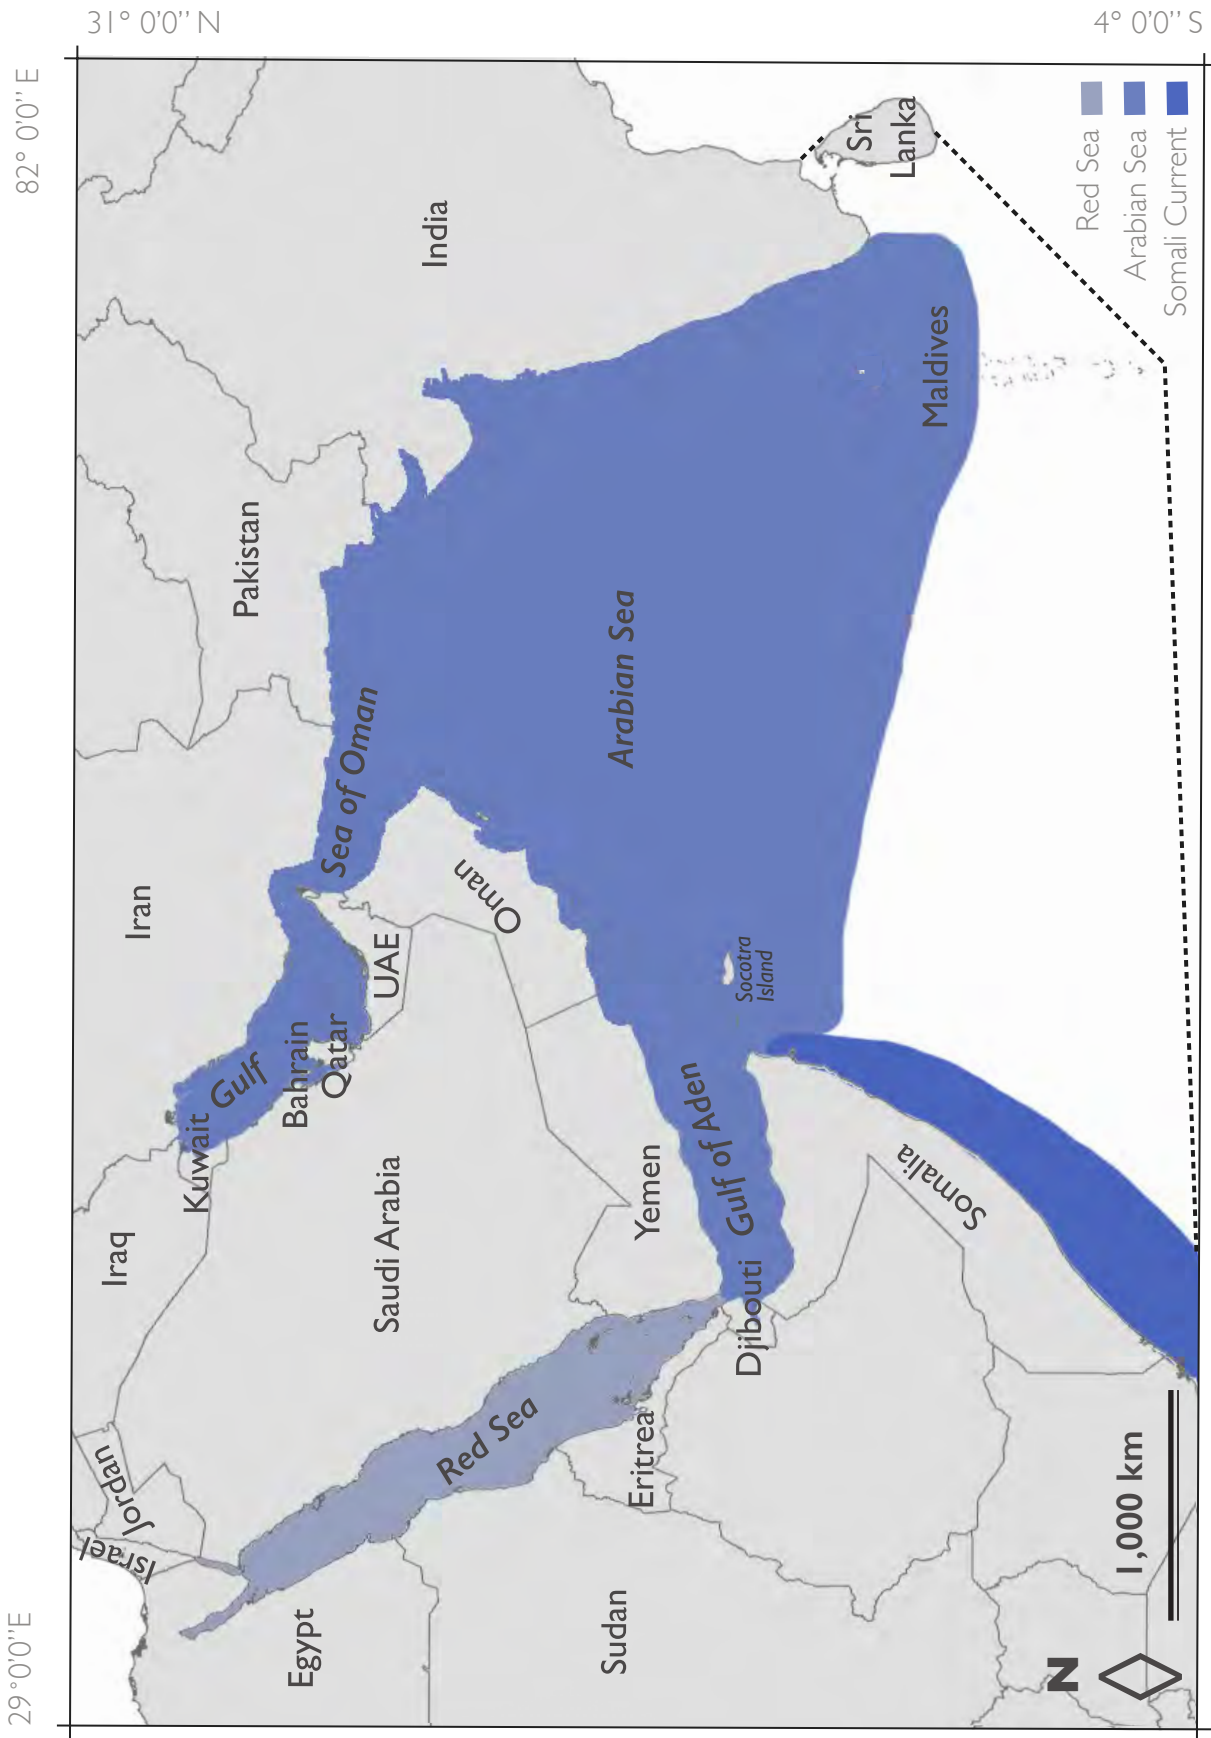 31° 0'0'' N
4° 0'0'' S
82° 0'0'' E
29°0'0''E
Red Sea
Arabian Sea
Somali Current
Sri
Lanka
India
Maldives
Pakistan
Arabian Sea
Sea of Oman
Iran
Oman
UAE
Socotra
Island
Bahrain
Qatar
Gulf
Kuwait
Gulf of Aden
Yemen
Somalia
Iraq
Saudi Arabia
Djibouti
Red Sea
Eritrea
Jordan
Israel
Egypt
Sudan
1,000 km
N